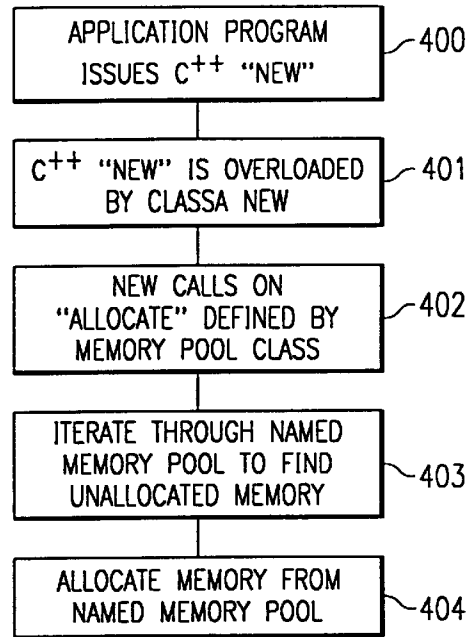 APPLICATION PROGRAM
ISSUES C++ "NEW"
400
C++ "NEW" IS OVERLOADED
BY CLASSA NEW
401
NEW CALLS ON
"ALLOCATE" DEFINED BY
MEMORY POOL CLASS
402
ITERATE THROUGH NAMED
MEMORY POOL TO FIND
UNALLOCATED MEMORY
403
ALLOCATE MEMORY FROM
NAMED MEMORY POOL
404